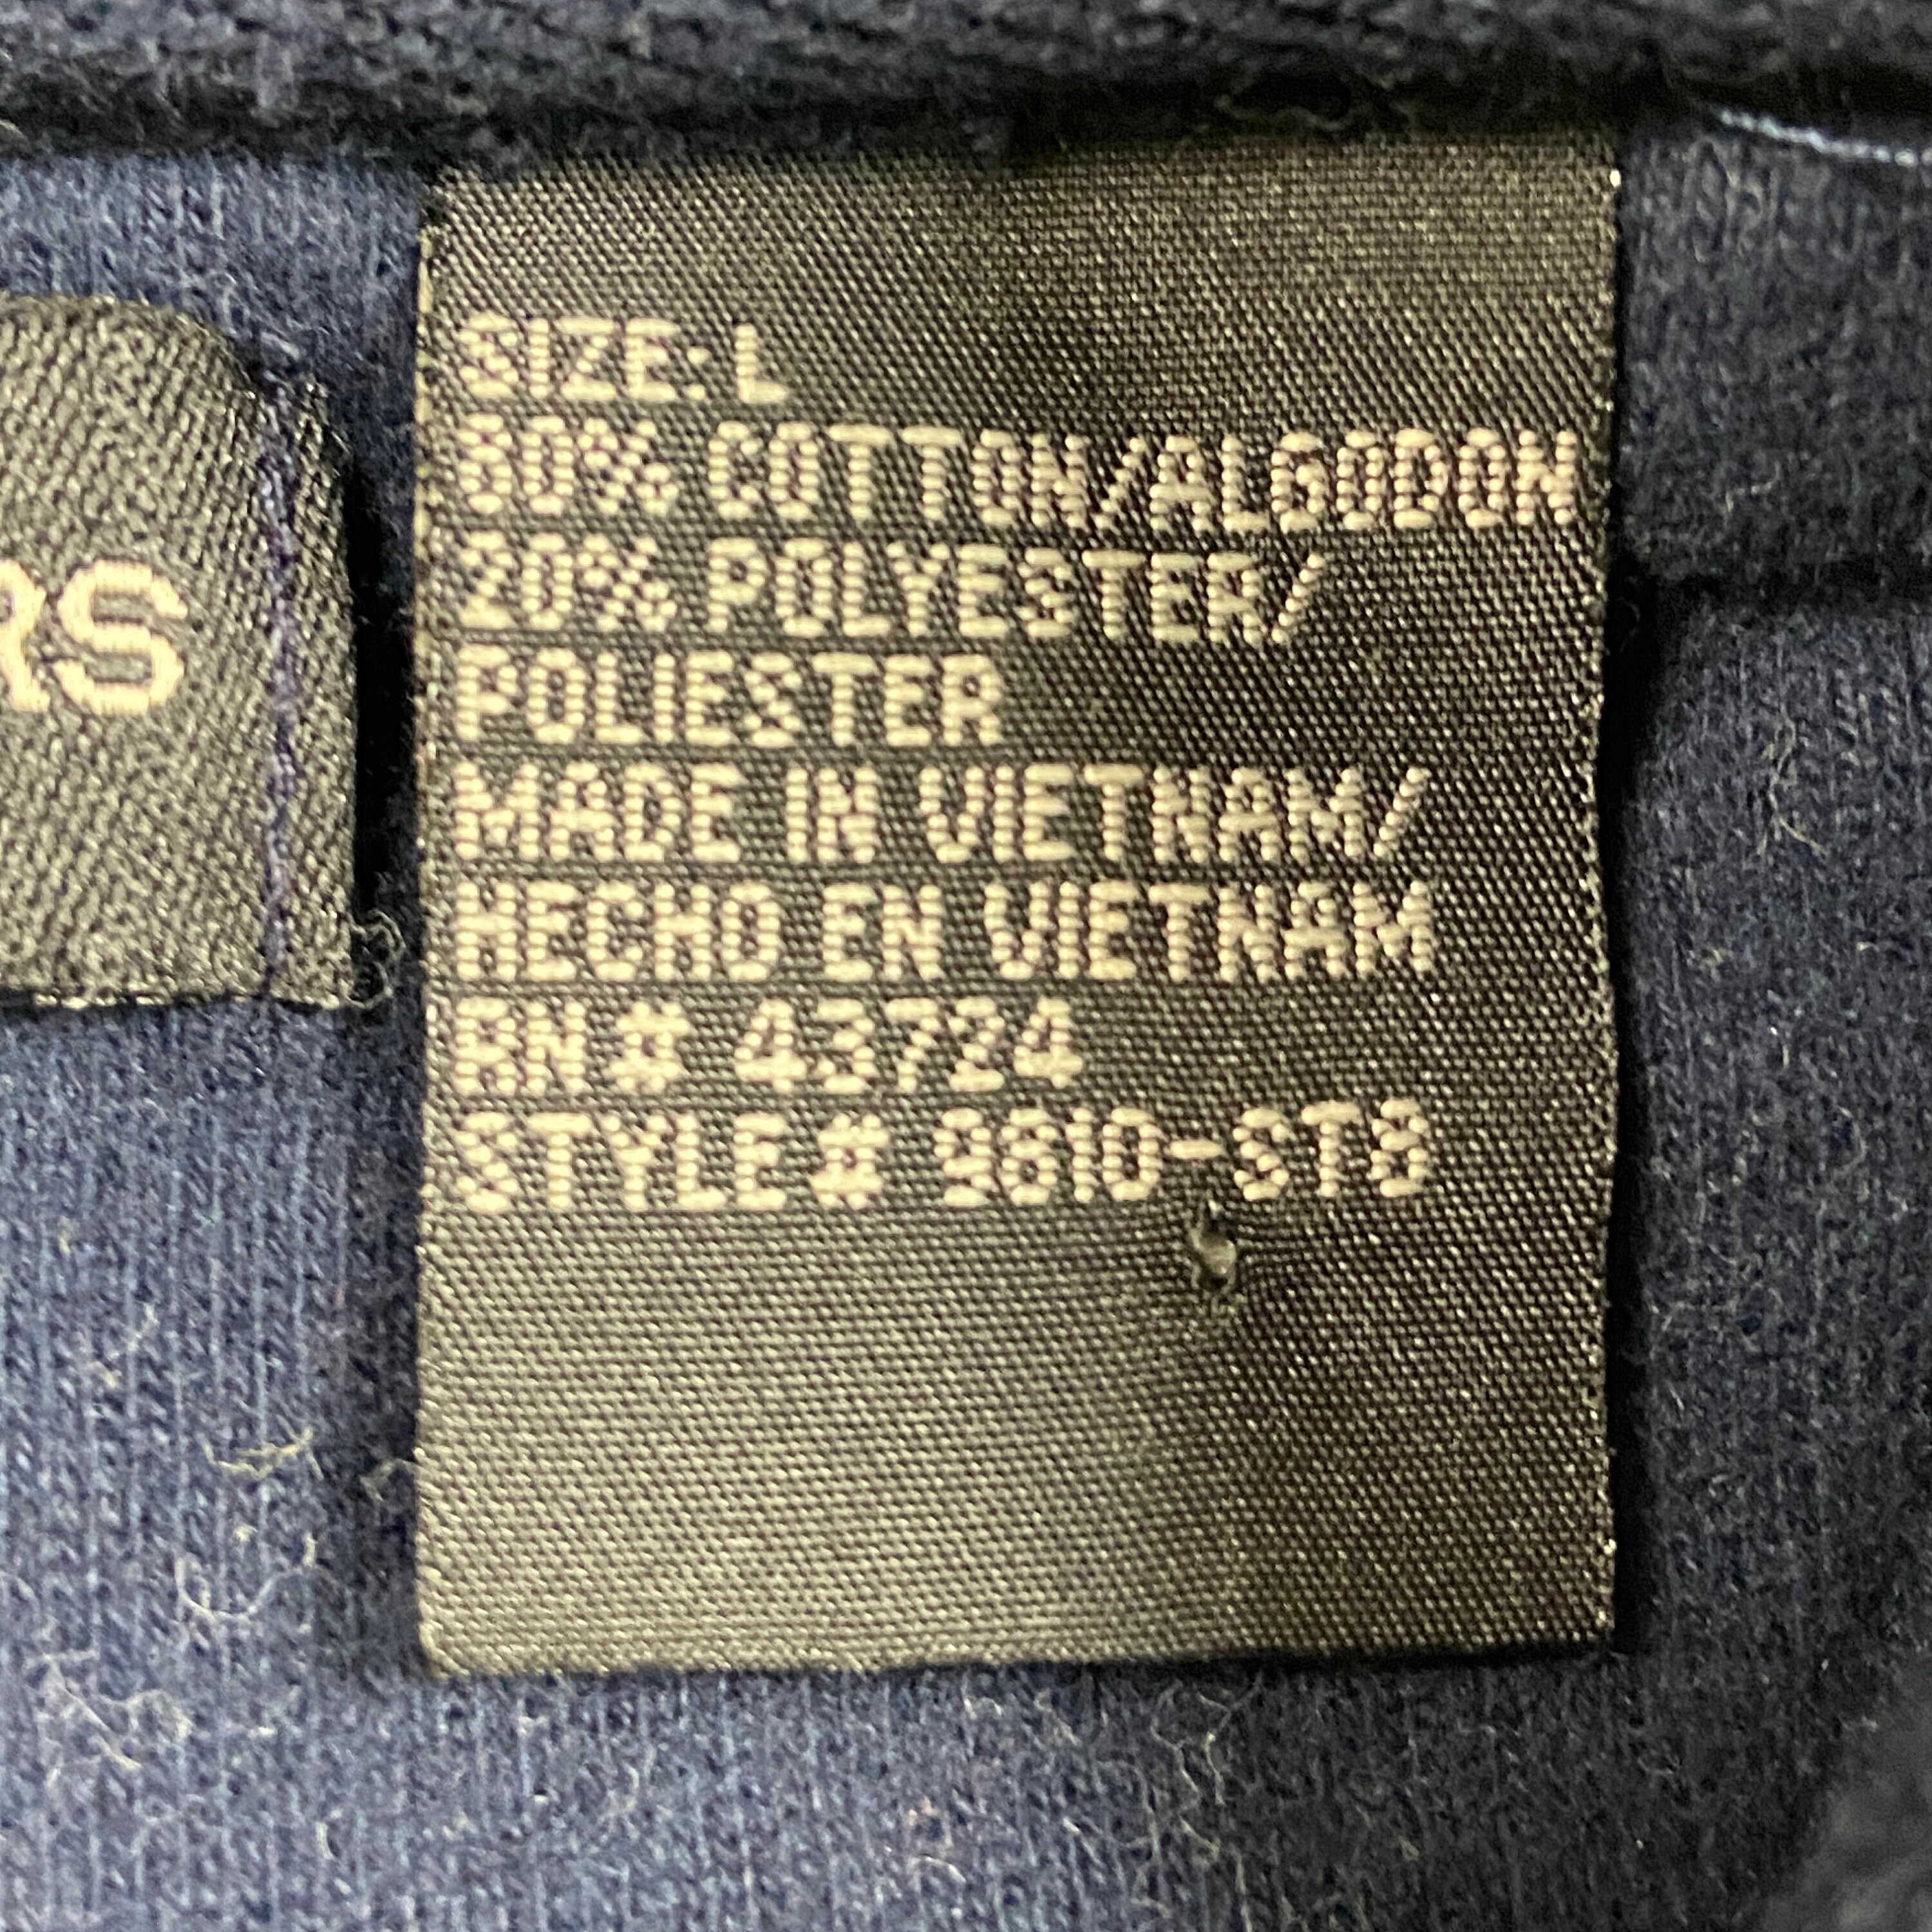 RS
SIZE: L
80% COTTON/ALGODON
20% POLYESTER/
POLIESTER
MADE IN VIETNAM/
HECHO EN VIETNAM
RN# 43724
STYLE# 9610-ST8